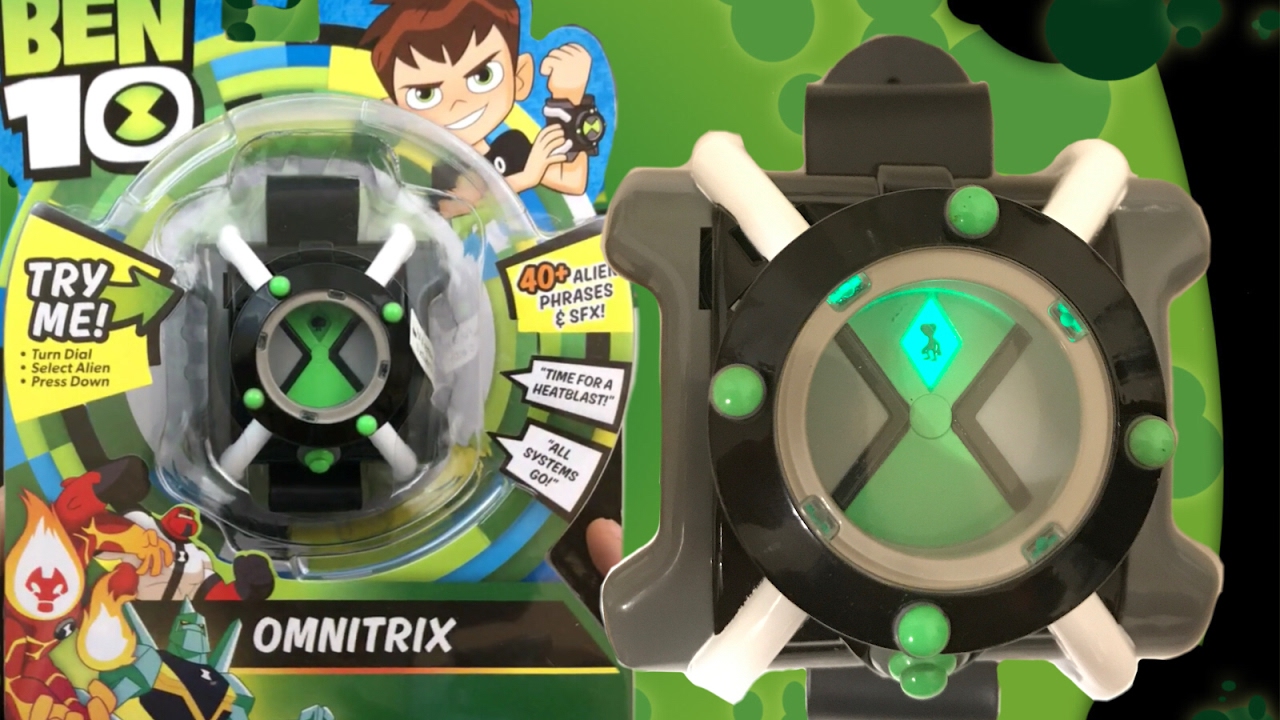 BEN
10
TRY
ME!
• Turn Dial
• Select Alien
• Press Down
40+ ALIEN
PHRASES
& SFX!
"TIME FOR A
HEATBLAST!"
"ALL
SYSTEMS
GO!"
OMNITRIX